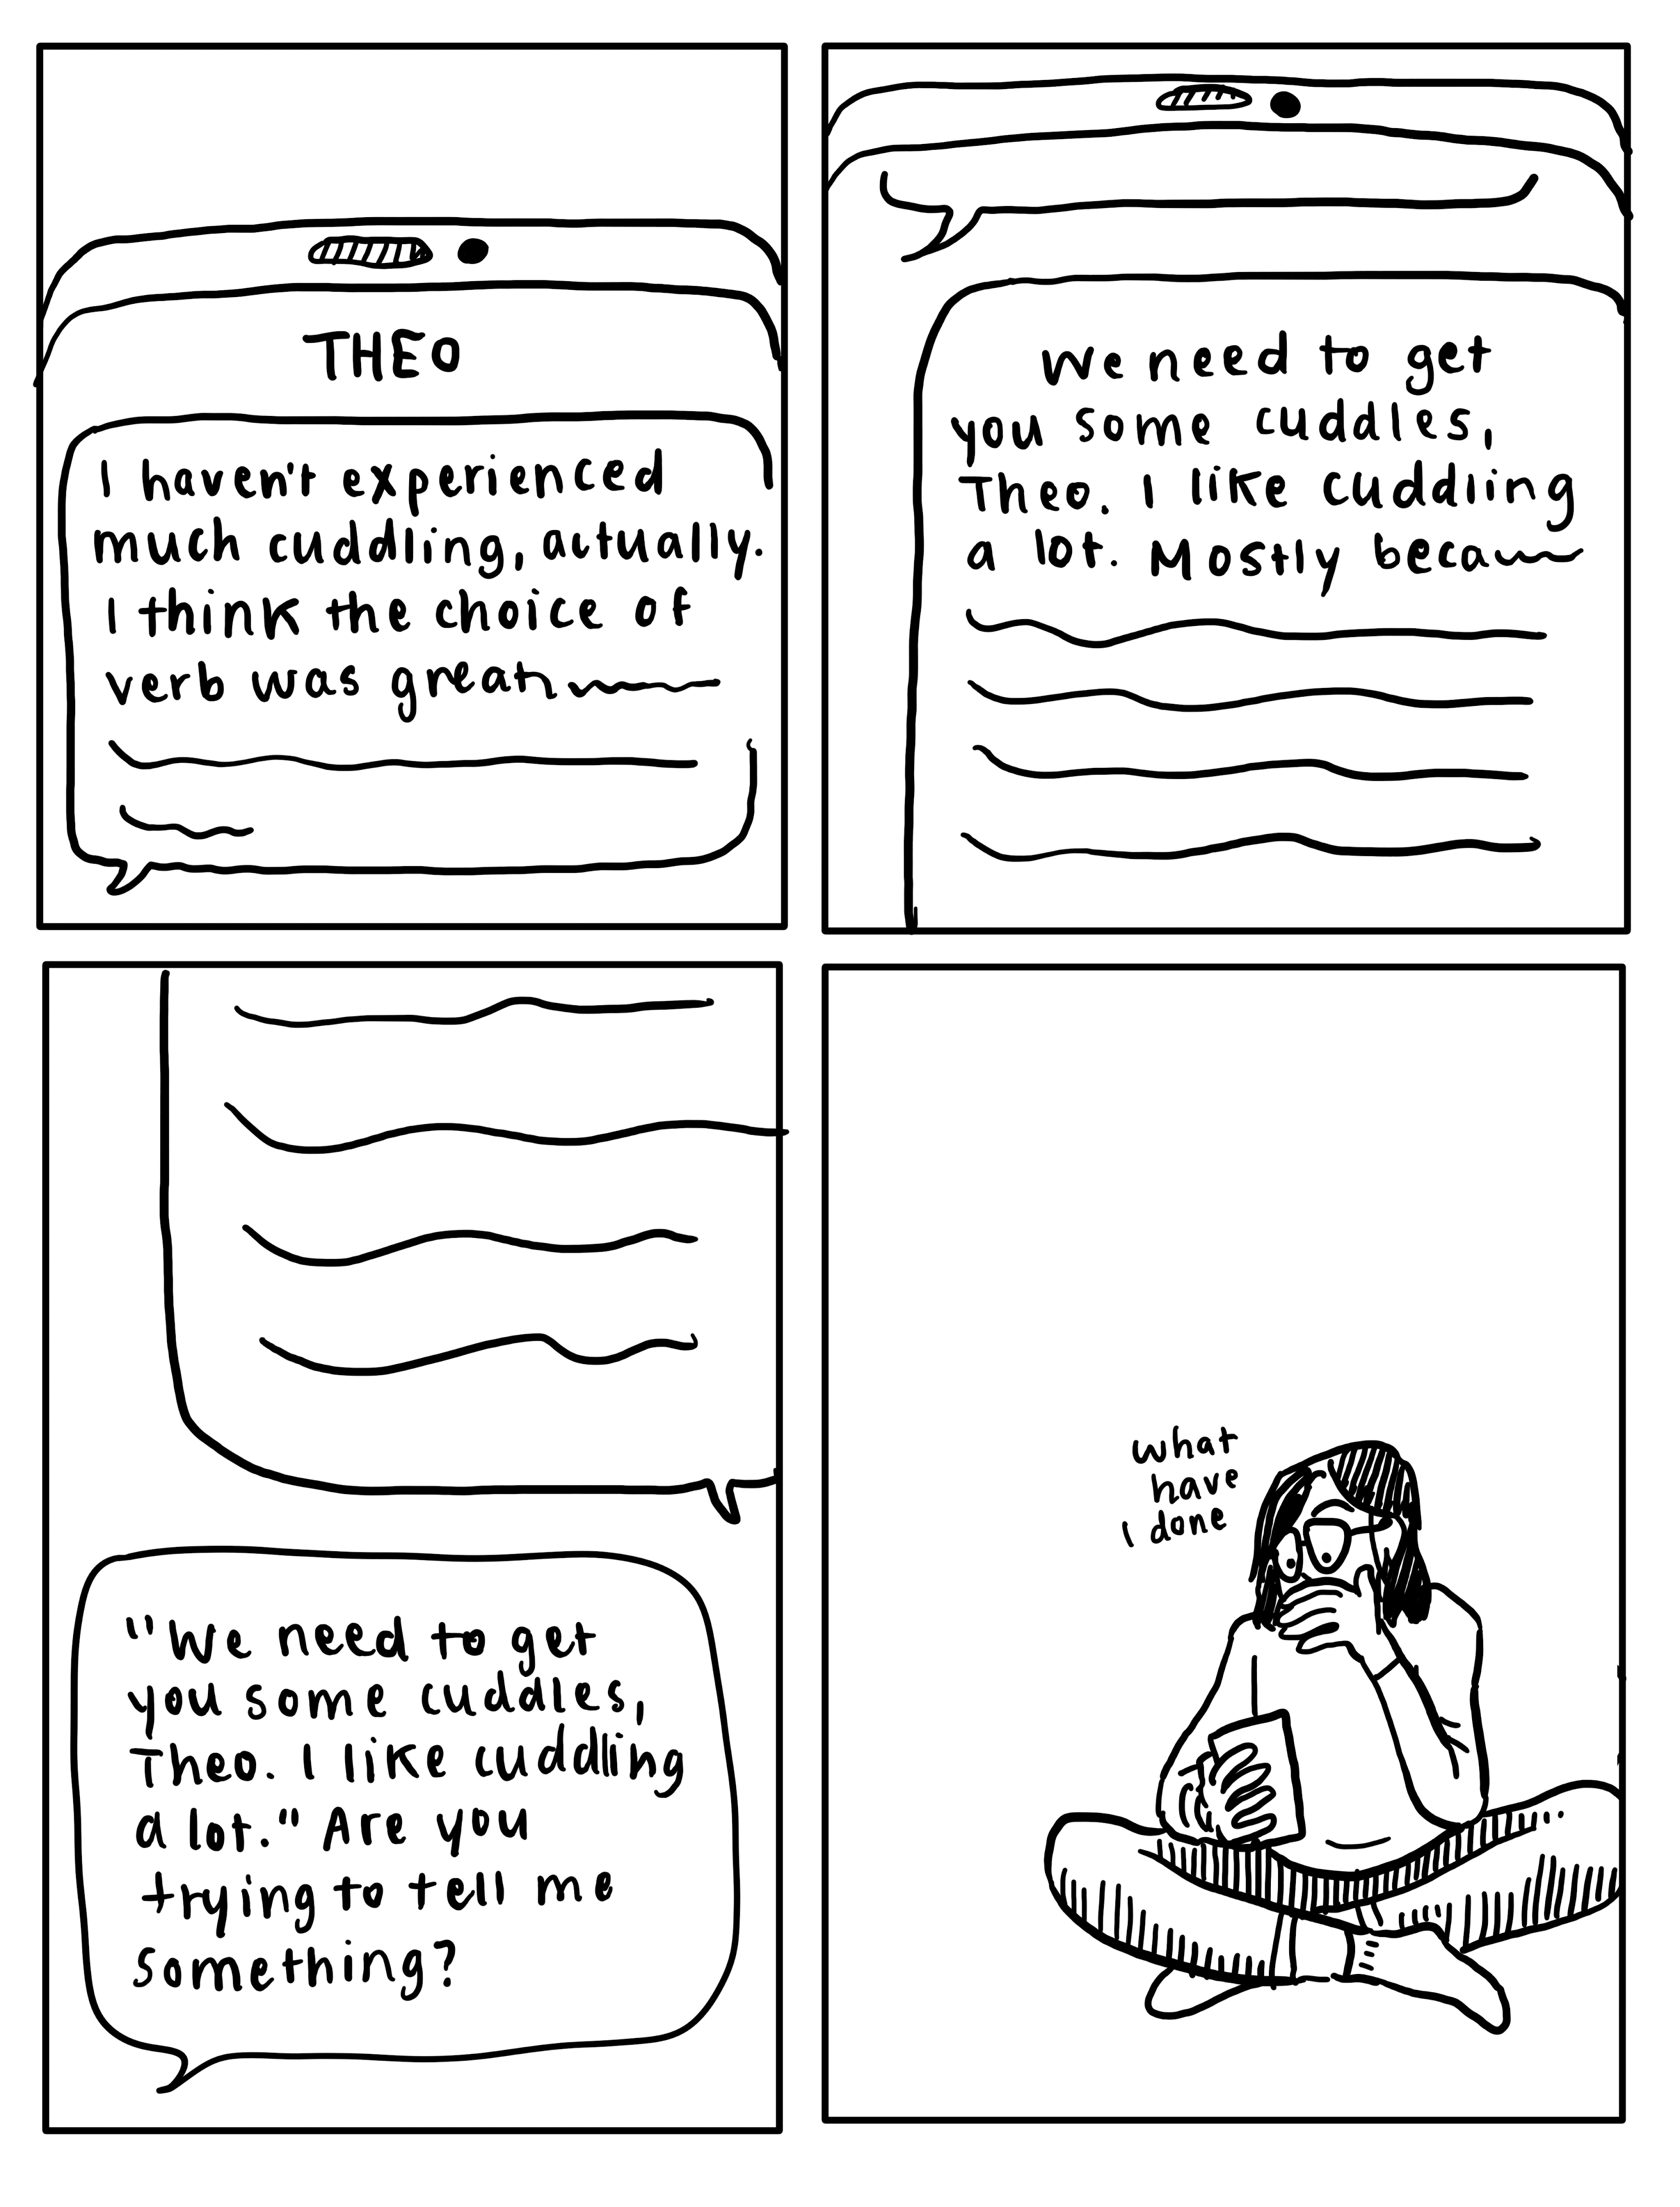 THEO
I haven't experienced
much cuddling, actually.
I think the choice of
verb was great
We need to get
you some cuddles,
Theo. I like cuddling
a lot. Mostly becau
"We need to get
you some cuddles,
Theo. I like cuddling
a lot." Are you
trying to tell me
something?
what
have
I done